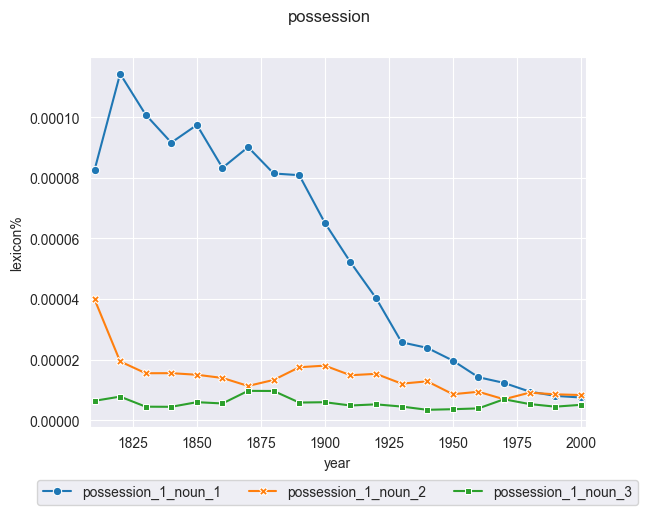 possession
0.00010
0.00008
0.00006
0.00004
0.00002
0.00000
lexicon%
1825 1850 1875 1900 1925 1950 1975 2000
year
possession_1_noun_1 possession_1_noun_2 possession_1_noun_3